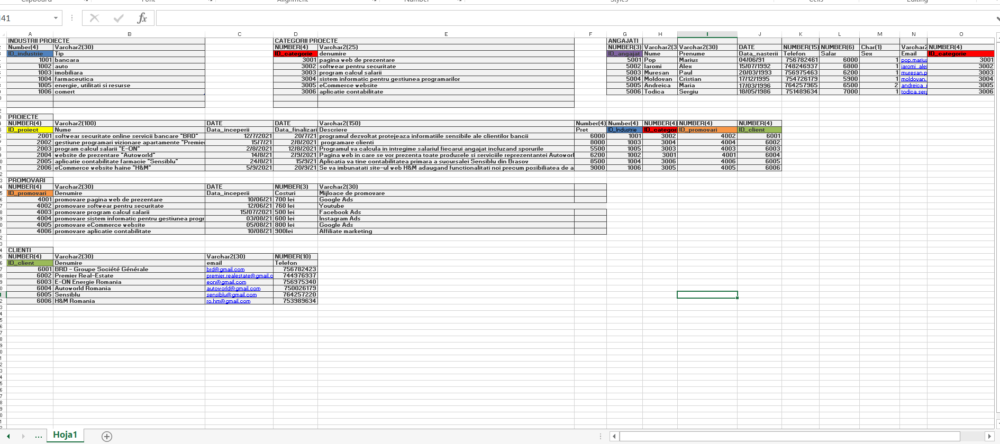 Clipboard Font Alignment Number Styles Cells Editing
I41 fx
A B C D E F G H I J K L M N O
INDUSTRII PROIECTE CATEGORII PROECTE ANGAJATI
Number(4) Varchar2(30) NUMBER(4) Varchar2(25) NUMBER(3) Varchar2(3 Varchar2(30) DATE NUMBER(15) NUMBER(6) Char(1) Varchar2 NUMBER(4)
ID_industrie Tip ID_categorie denumire ID_angajat Nume Prenume Data_nasterii Telefon Salar Sex Email ID_categorie
1001 bancara 3001 pagina web de prezentare 5001 Pop Marius 04/06/91 756782461 6000 1 pop.marius 3001
1002 auto 3002 softwear pentru securitate 5002 Iaromi Alex 15/07/1992 748246937 6800 1 iaromi_alex 3002
1003 imobiliara 3003 program calcul salarii 5003 Muresan Paul 20/03/1993 756975463 6200 1 muresan.p 3003
1004 farmaceutica 3004 sistem informatic pentru gestiunea programarilor 5004 Moldovan Cristian 17/12/1995 754726179 5900 1 moldovan. 3004
1005 energie, utilitati si resurse 3005 eCommerce website 5005 Andreica Maria 17/03/1996 764257965 6500 2 andreica_ 3005
1006 comert 3006 aplicatie contabilitate 5006 Todica Sergiu 18/05/1986 751489634 7000 1 todica.serg 3006
PROIECTE
NUMBER(4) Varchar2(100) DATE DATE Varchar2(150) Number(4) Number(4) NUMBER(4) NUMBER(4) NUMBER(4)
ID_proiect Nume Data_inceperii Data_finalizari Descriere Pret ID_Industrie ID_categori ID_promovari ID_client
2001 softwear securitate online servicii bancare "BRD" 12/7/2021 20/7/21 programul dezvoltat protejeaza informatiile sensibile ale clientilor bancii 6000 1001 3002 4002 6001
2002 gestiune programari vizionare apartamente "Premier 15/7/21 2/8/2021 programare clienti 8000 1003 3004 4004 6002
2003 program calcul salarii "E-ON" 2/8/2021 12/8/2021 Programul va calcula in intregime salariul fiecarui angajat incluzand sporurile 5500 1005 3003 4003 6003
2004 website de prezentare "Autoworld" 14/8/21 2/9/2021 Pagina web in care se vor prezenta toate produsele si serviciile reprezentantei Autoworl 6200 1002 3001 4001 6004
2005 aplicatie contabilitate farmacie "Sensiblu" 24/8/21 15/9/21 Aplicatia va tine contabilitatea primara a sucursalei Sensiblu din Brasov 8500 1004 3006 4006 6005
2006 eCommerce website haine "H&M" 5/9/2021 20/9/21 Se va imbunatati site-ul web H&M adaugand functionalitati noi precum posibiliatea de a 9000 1006 3005 4005 6006
PROMOVARI
NUMBER(4) Varchar2(30) DATE NUMBER(3) Varchar2(30)
ID_promovari Denumire Data_inceperii Costuri Mijloace de promovare
4001 promovare pagina web de prezentare 10/06/21 700 lei Google Ads
4002 promovare softwear pentru securitate 12/06/21 760 lei Youtube
4003 promovare program calcul salarii 15/07/2021 500 lei Facebook Ads
4004 promovare sistem informatic pentru gestiunea progr 03/08/21 600 lei Instagram Ads
4005 promovare eCommerce website 05/08/21 800 lei Google Ads
4006 promovare aplicatie contabilitate 10/08/21 900lei Affiliate marketing
CLIENTI
NUMBER(4) Varchar2(30) Varchar2(30) NUMBER(10)
ID_client Denumire email Telefon
6001 BRD - Groupe Société Générale brd@gmail.com 756782423
6002 Premier Real-Estate premier.realestate@gmail.c 744976937
6003 E-ON Energie Romania eon@gmail.com 756975340
6004 Autoworld Romania autoworld@gmail.com 750026179
6005 Sensiblu sensiblu@gmail.com 764257220
6006 H&M Romania ro.hm@gmail.com 753989634
... Hoja1